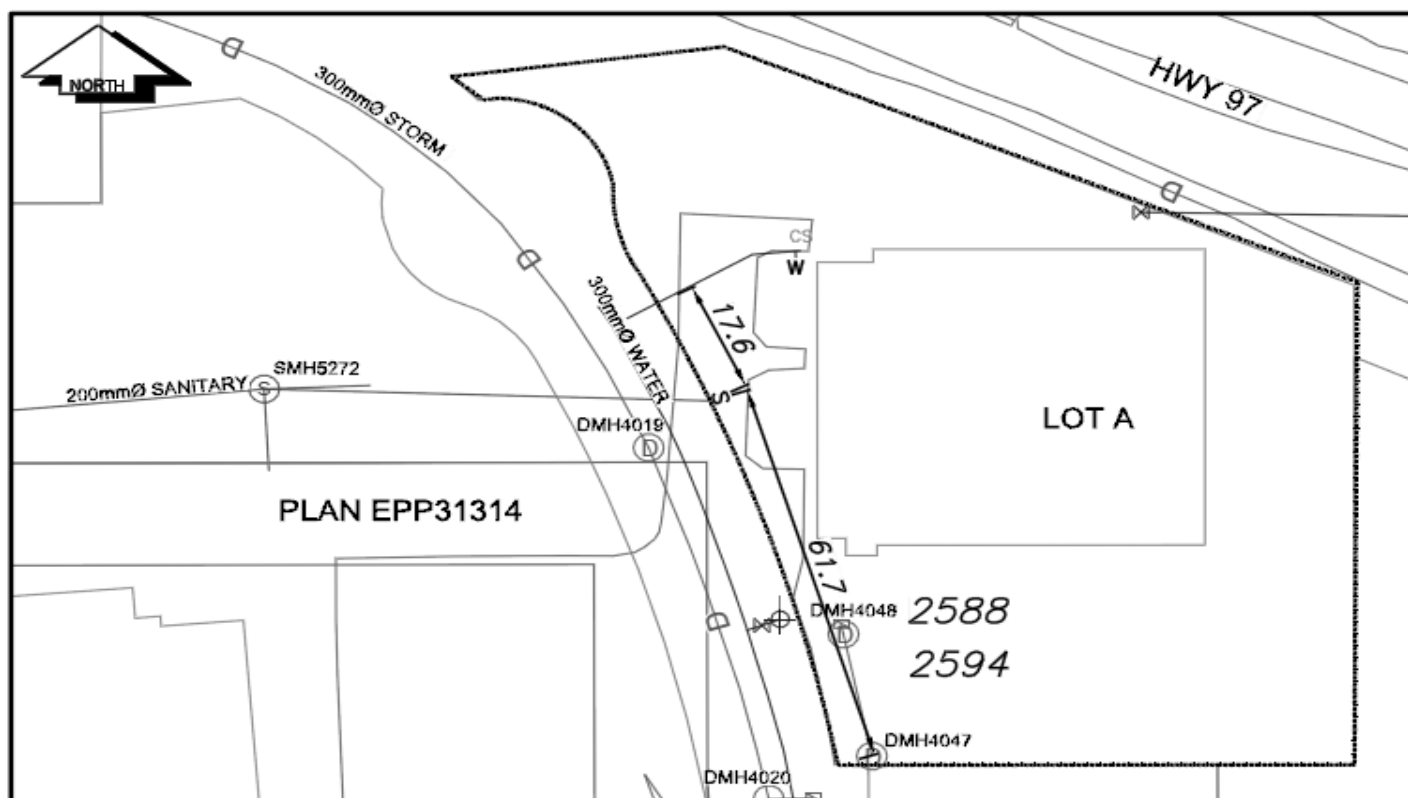 NORTH
300mmØ STORM
HWY 97
D
D
D
CS
W
17.6
300mmØ WATER
SMH5272
200mmØ SANITARY
S
S
DMH4019
D
LOT A
PLAN EPP31314
61.7
DMH4048
2588
D
D
2594
DMH4047
DMH4020